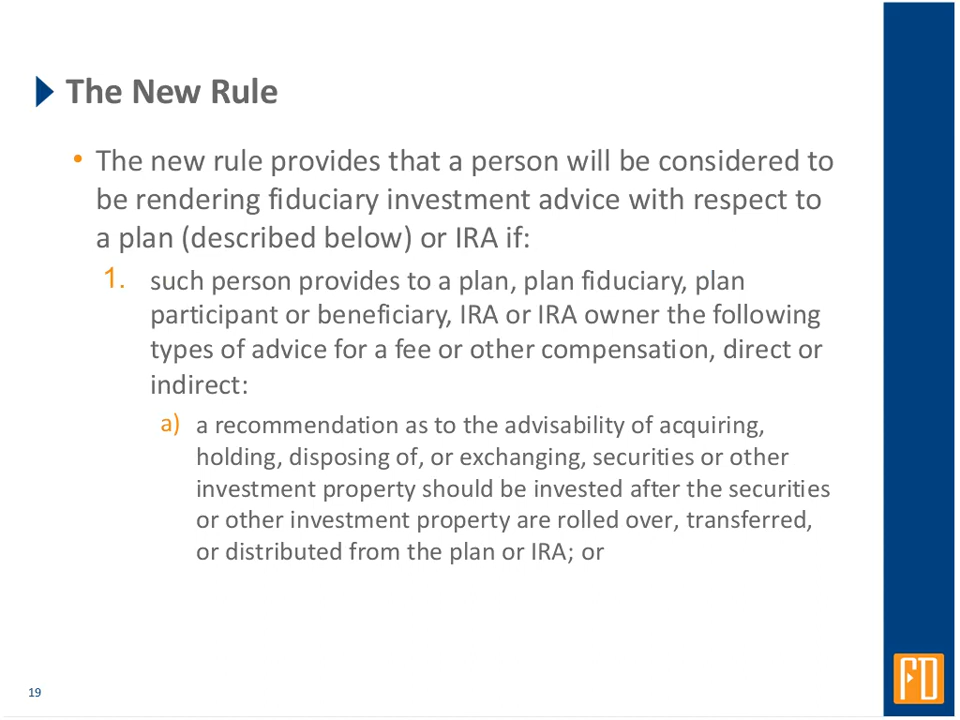 The New Rule
• The new rule provides that a person will be considered to
be rendering fiduciary investment advice with respect to
a plan (described below) or IRA if:
1. such person provides to a plan, plan fiduciary, plan
participant or beneficiary, IRA or IRA owner the following
types of advice for a fee or other compensation, direct or
indirect:
a) a recommendation as to the advisability of acquiring,
holding, disposing of, or exchanging, securities or other
investment property should be invested after the securities
or other investment property are rolled over, transferred,
or distributed from the plan or IRA; or
19
FD